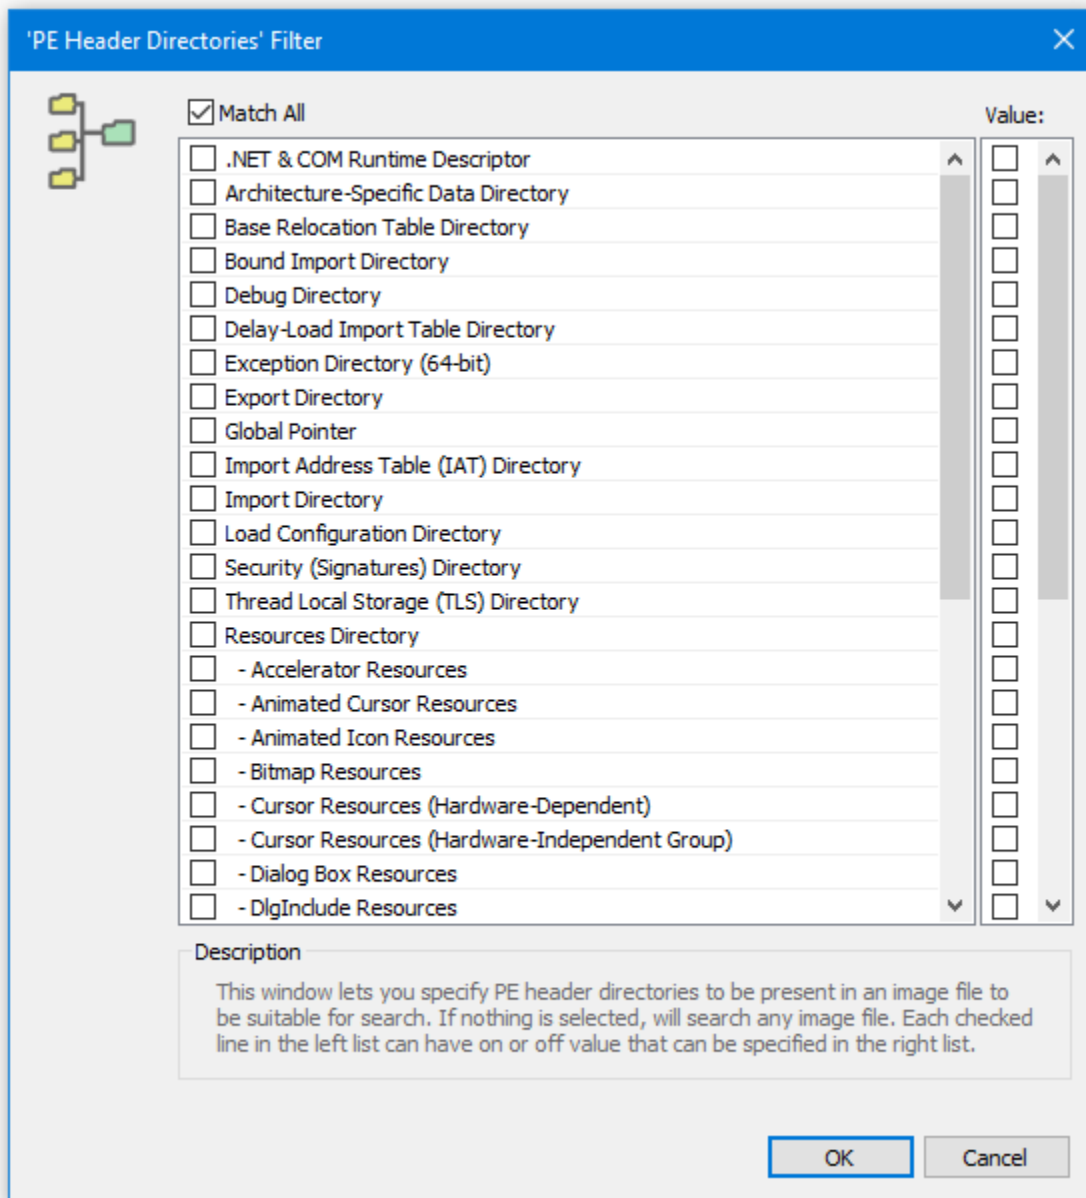 'PE Header Directories' Filter
Match All
Value:
.NET & COM Runtime Descriptor
Architecture-Specific Data Directory
Base Relocation Table Directory
Bound Import Directory
Debug Directory
Delay-Load Import Table Directory
Exception Directory (64-bit)
Export Directory
Global Pointer
Import Address Table (IAT) Directory
Import Directory
Load Configuration Directory
Security (Signatures) Directory
Thread Local Storage (TLS) Directory
Resources Directory
- Accelerator Resources
- Animated Cursor Resources
- Animated Icon Resources
- Bitmap Resources
- Cursor Resources (Hardware-Dependent)
- Cursor Resources (Hardware-Independent Group)
- Dialog Box Resources
- DlgInclude Resources
Description
This window lets you specify PE header directories to be present in an image file to
be suitable for search. If nothing is selected, will search any image file. Each checked
line in the left list can have on or off value that can be specified in the right list.
OK
Cancel